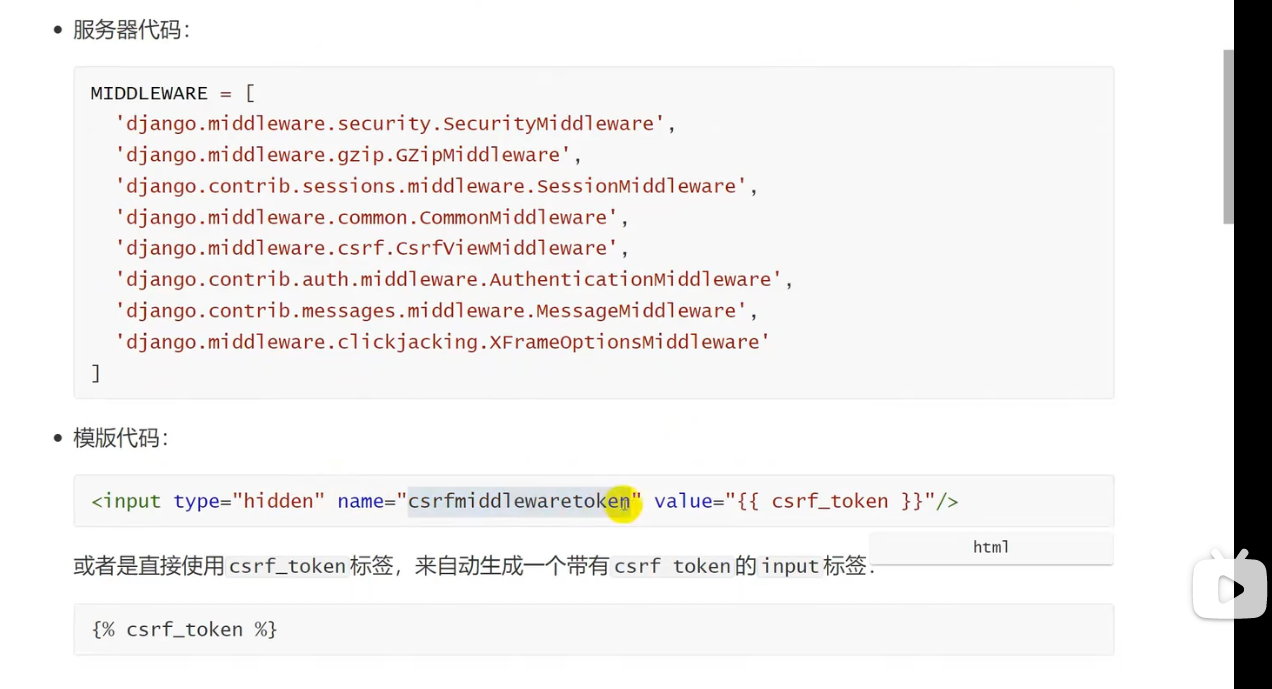 服务器代码：
MIDDLEWARE = [
'django.middleware.security.SecurityMiddleware',
'django.middleware.gzip.GZipMiddleware',
'django.contrib.sessions.middleware.SessionMiddleware',
'django.middleware.common.CommonMiddleware',
'django.middleware.csrf.CsrfViewMiddleware',
'django.contrib.auth.middleware.AuthenticationMiddleware',
'django.contrib.messages.middleware.MessageMiddleware',
'django.middleware.clickjacking.XFrameOptionsMiddleware'
]
模版代码：
<input type="hidden" name="csrfmiddlewaretoken" value="{{ csrf_token }}"/>
html
或者是直接使用csrf_token标签，来自动生成一个带有csrf token的input标签：
{% csrf_token %}